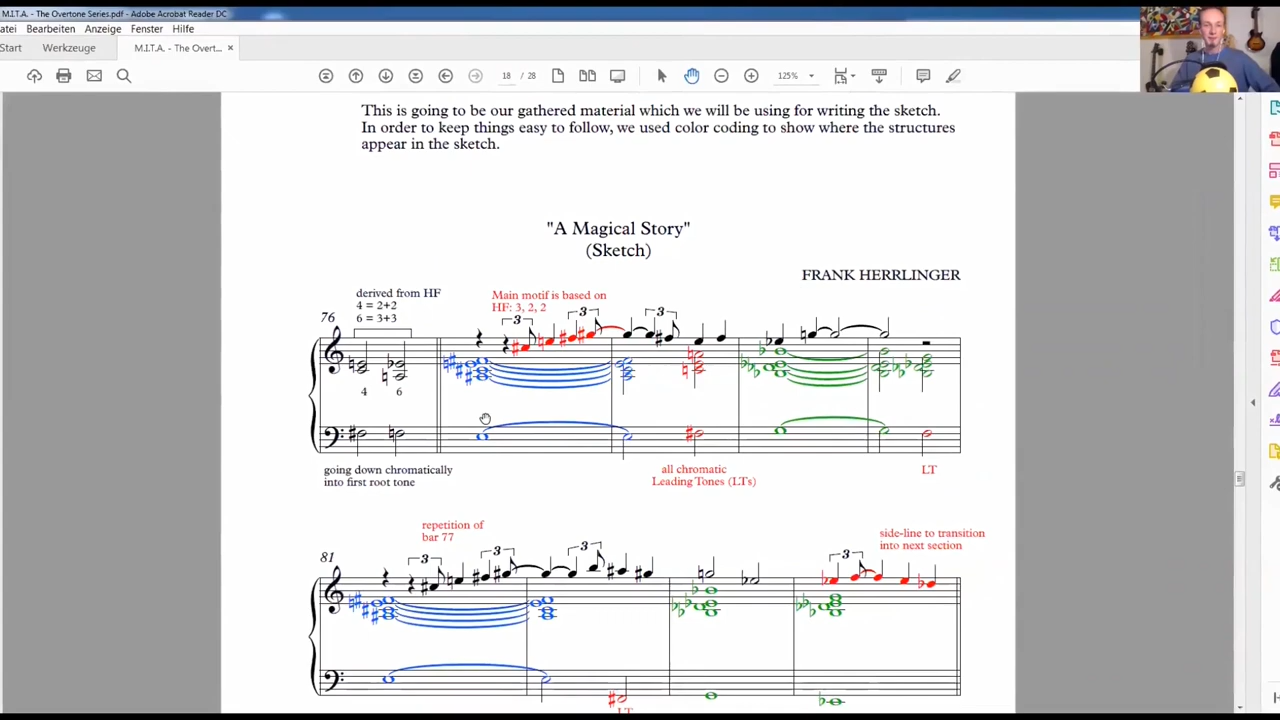 M.I.T.A. - The Overtone Series.pdf - Adobe Acrobat Reader DC
atei Bearbeiten Anzeige Fenster Hilfe
Start Werkzeuge M.I.T.A. - The Overt... ×
18 / 28 125%
This is going to be our gathered material which we will be using for writing the sketch.
In order to keep things easy to follow, we used color coding to show where the structures
appear in the sketch.
"A Magical Story"
(Sketch)
FRANK HERRLINGER
derived from HF
4 = 2+2
6 = 3+3
Main motif is based on
HF: 3, 2, 2
76
3 3 3
4 6
going down chromatically
into first root tone
all chromatic
Leading Tones (LTs)
LT
repetition of
bar 77
side-line to transition
into next section
81
3 3 3 3
LT